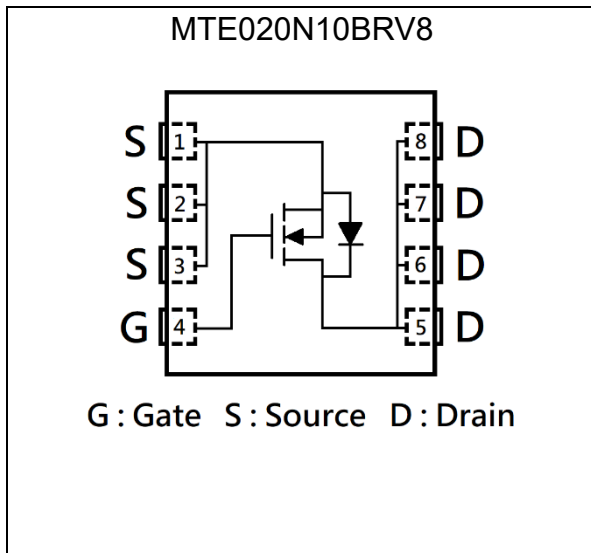 MTE020N10BRV8
S 1 8 D
S 2 7 D
S 3 6 D
G 4 5 D
G : Gate S : Source D : Drain